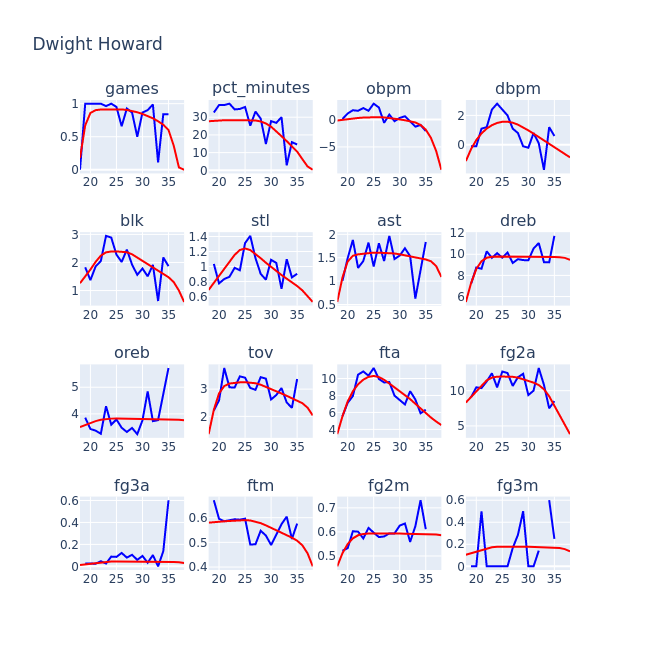 Dwight Howard
games pct_minutes obpm dbpm
1 0.5 0 20 25 30 35
30 20 10 0 20 25 30 35
0 −5 20 25 30 35
2 0 20 25 30 35
blk stl ast dreb
3 2 1 20 25 30 35
1.4 1.2 1 0.8 0.6 20 25 30 35
2 1.5 1 0.5 20 25 30 35
12 10 8 6 20 25 30 35
oreb tov fta fg2a
5 4 20 25 30 35
3 2 20 25 30 35
10 8 6 4 20 25 30 35
10 5 20 25 30 35
fg3a ftm fg2m fg3m
0.6 0.4 0.2 0 20 25 30 35
0.6 0.5 0.4 20 25 30 35
0.7 0.6 0.5 20 25 30 35
0.6 0.4 0.2 0 20 25 30 35